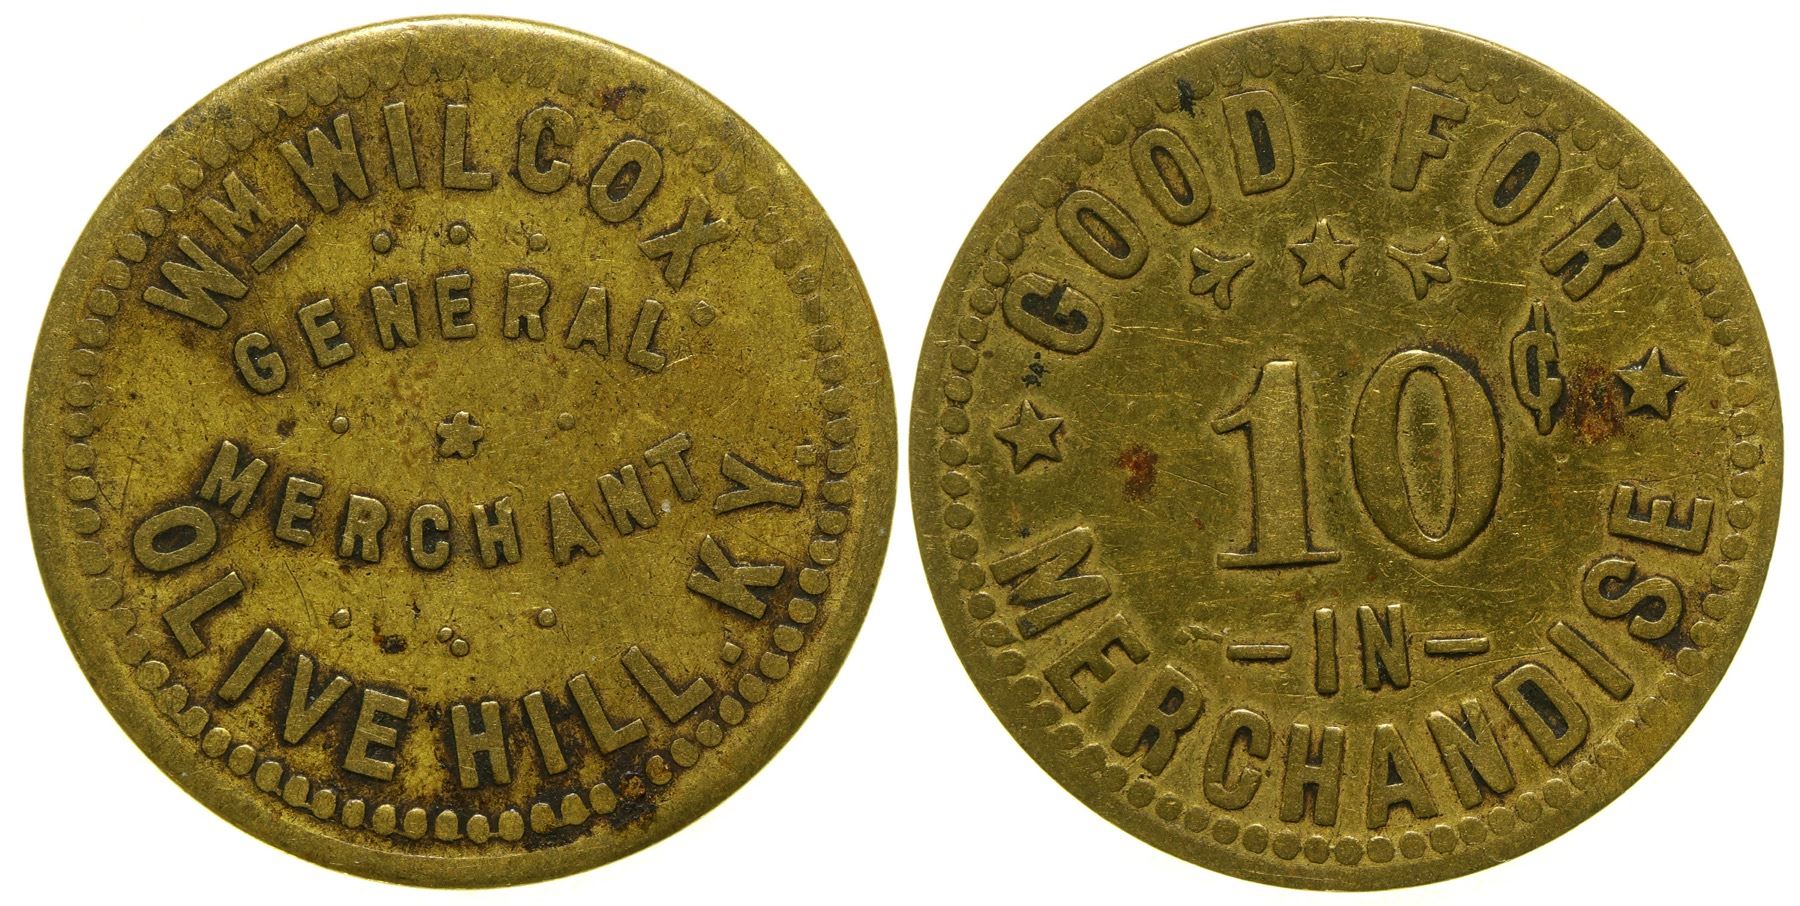 Wᴹ WILCOX.
GENERAL
MERCHANT
OLIVE HILL. KY.
GOOD FOR
10¢
-IN-
MERCHANDISE